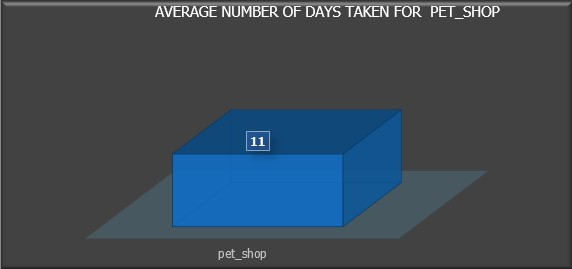 AVERAGE NUMBER OF DAYS TAKEN FOR  PET_SHOP
11
pet_shop